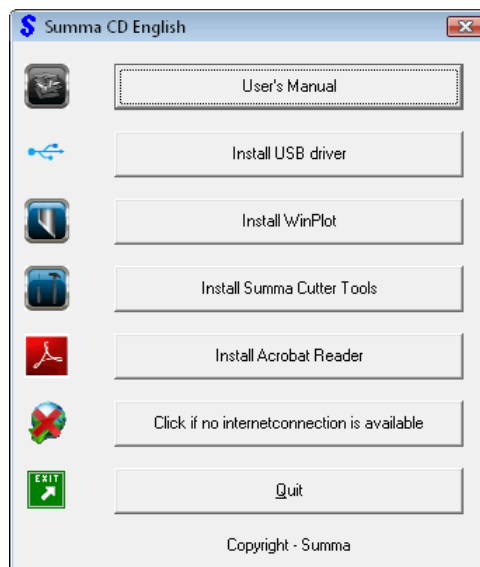 Summa CD English
User's Manual
Install USB driver
Install WinPlot
Install Summa Cutter Tools
Install Acrobat Reader
Click if no internetconnection is available
EXIT
Quit
Copyright - Summa